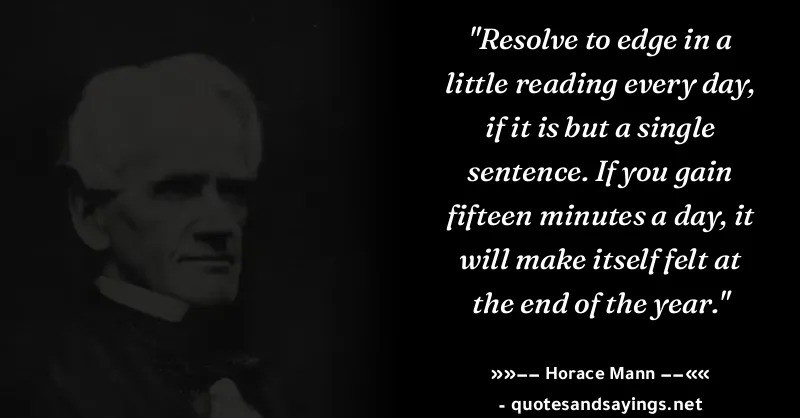 "Resolve to edge in a
little reading every day,
if it is but a single
sentence. If you gain
fifteen minutes a day, it
will make itself felt at
the end of the year."
»»–– Horace Mann ––««
- quotesandsayings.net